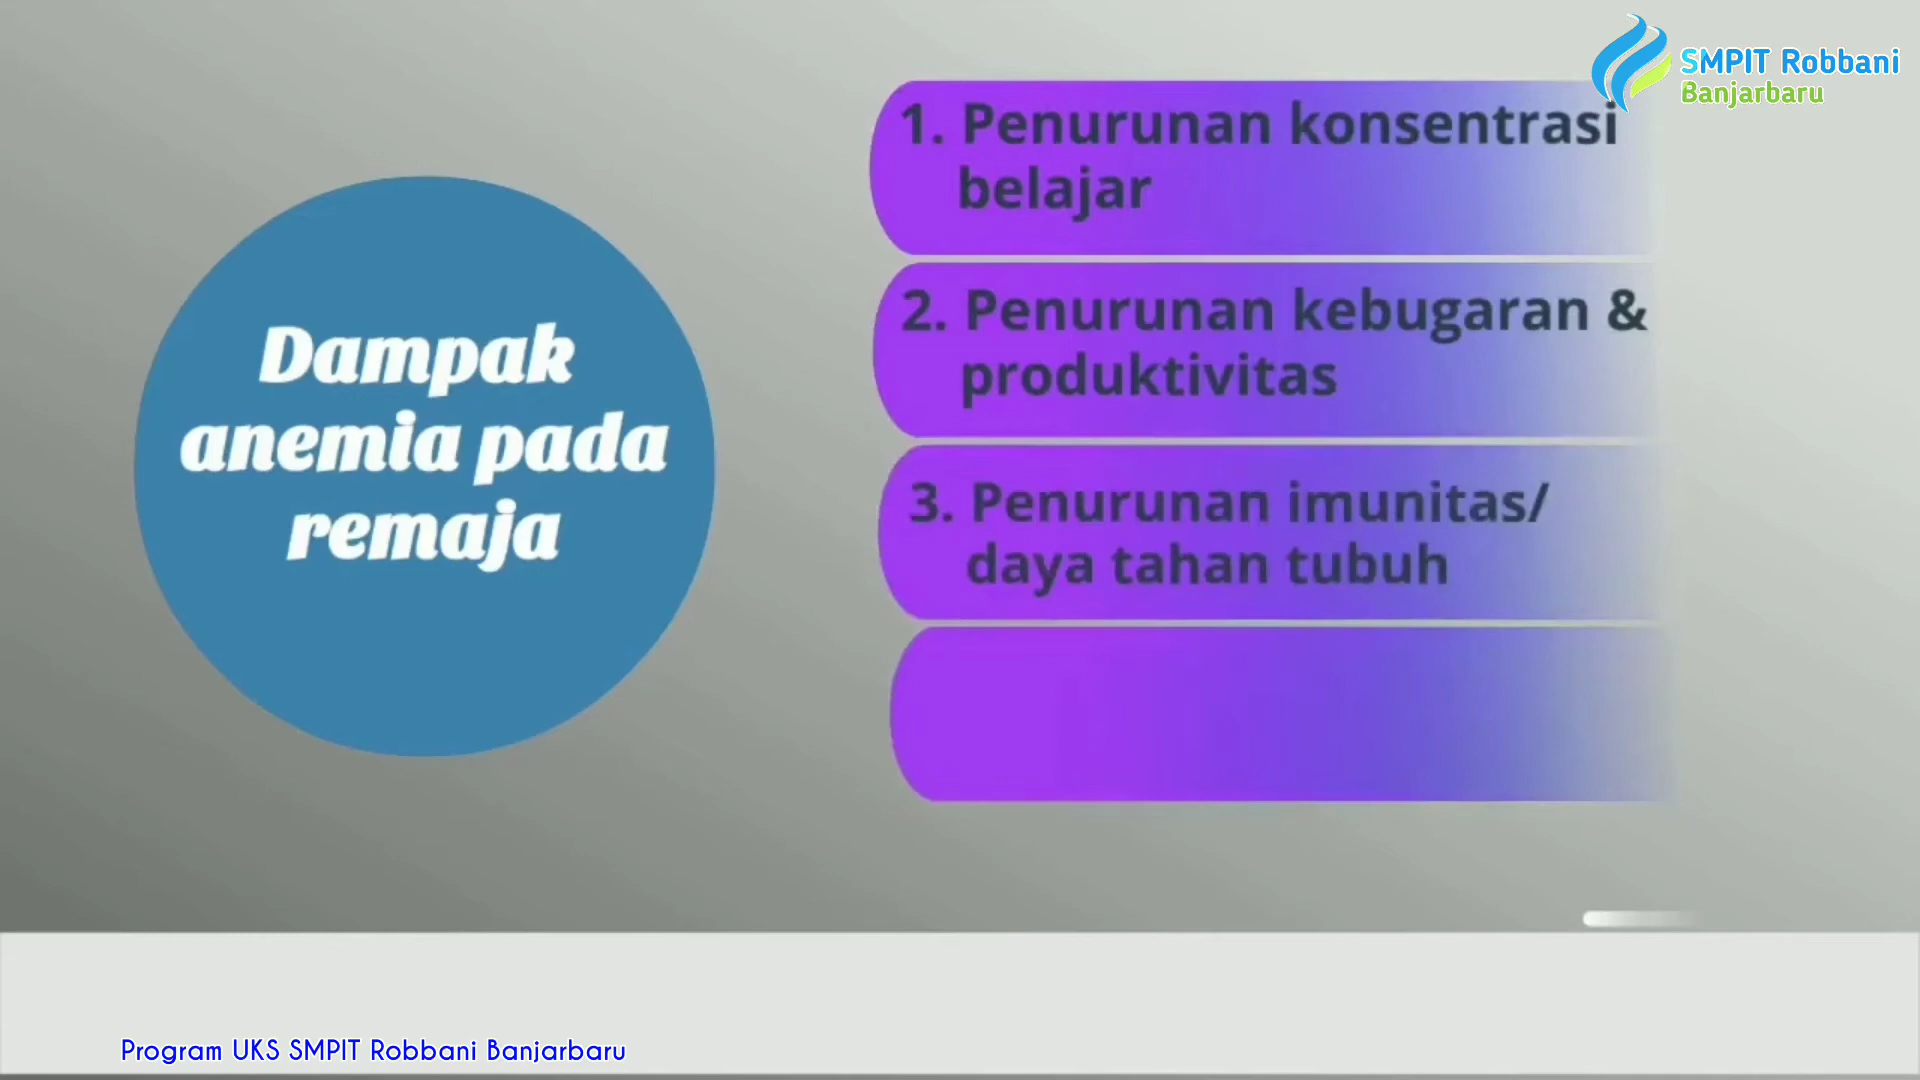 SMPIT Robbani
Banjarbaru
Dampak
anemia pada
remaja
1. Penurunan konsentrasi
belajar
2. Penurunan kebugaran &
produktivitas
3. Penurunan imunitas/
daya tahan tubuh
Program UKS SMPIT Robbani Banjarbaru